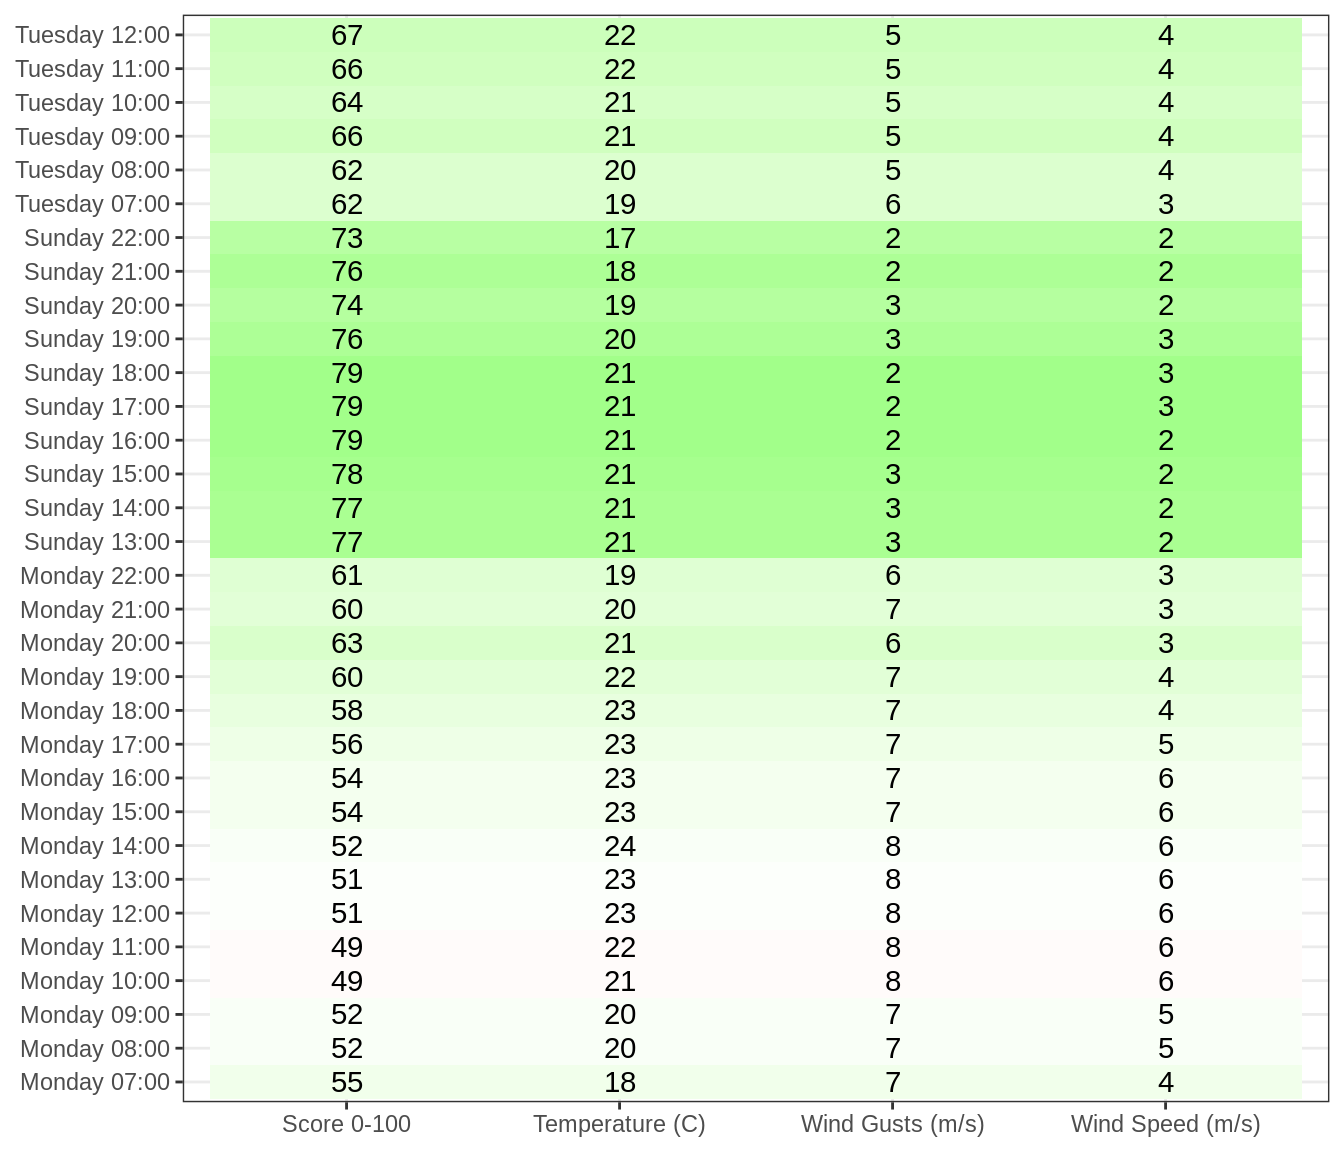 Tuesday 12:00 67 22 5 4
Tuesday 11:00 66 22 5 4
Tuesday 10:00 64 21 5 4
Tuesday 09:00 66 21 5 4
Tuesday 08:00 62 20 5 4
Tuesday 07:00 62 19 6 3
Sunday 22:00 73 17 2 2
Sunday 21:00 76 18 2 2
Sunday 20:00 74 19 3 2
Sunday 19:00 76 20 3 3
Sunday 18:00 79 21 2 3
Sunday 17:00 79 21 2 3
Sunday 16:00 79 21 2 2
Sunday 15:00 78 21 3 2
Sunday 14:00 77 21 3 2
Sunday 13:00 77 21 3 2
Monday 22:00 61 19 6 3
Monday 21:00 60 20 7 3
Monday 20:00 63 21 6 3
Monday 19:00 60 22 7 4
Monday 18:00 58 23 7 4
Monday 17:00 56 23 7 5
Monday 16:00 54 23 7 6
Monday 15:00 54 23 7 6
Monday 14:00 52 24 8 6
Monday 13:00 51 23 8 6
Monday 12:00 51 23 8 6
Monday 11:00 49 22 8 6
Monday 10:00 49 21 8 6
Monday 09:00 52 20 7 5
Monday 08:00 52 20 7 5
Monday 07:00 55 18 7 4
Score 0-100 Temperature (C) Wind Gusts (m/s) Wind Speed (m/s)